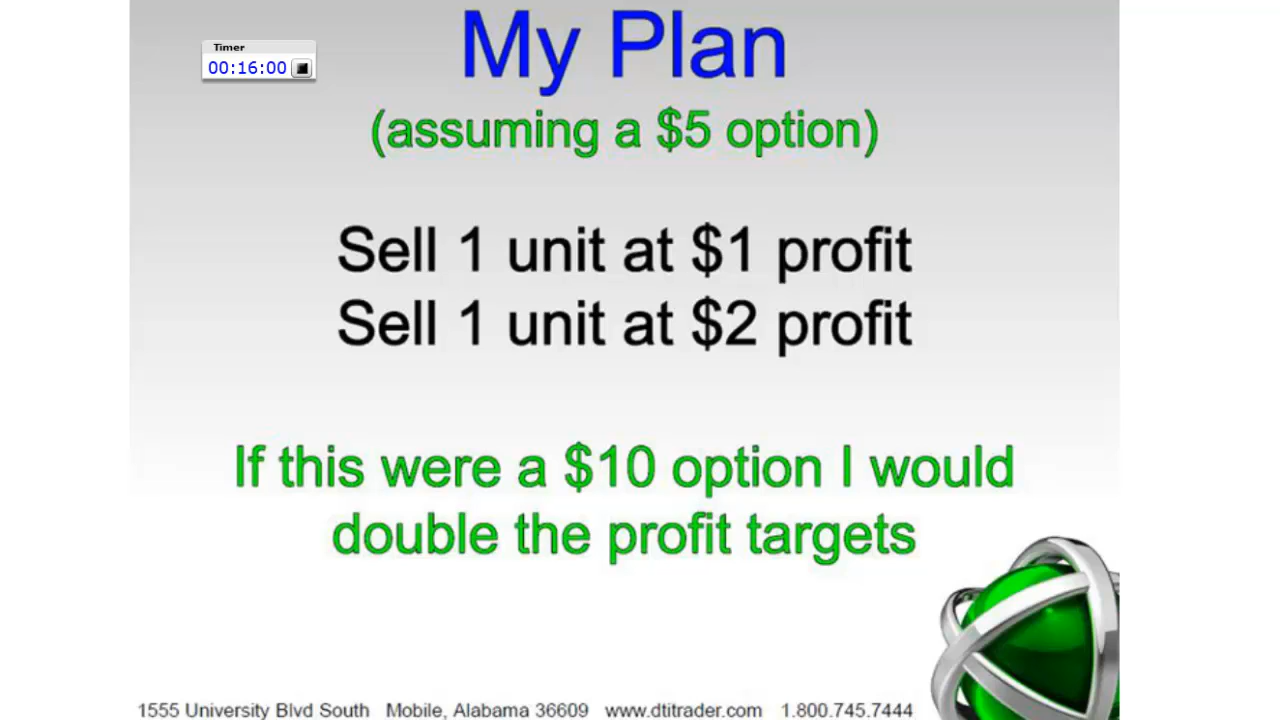 My Plan
Timer
00:16:00
(assuming a $5 option)
Sell 1 unit at $1 profit
Sell 1 unit at $2 profit
If this were a $10 option I would
double the profit targets
1555 University Blvd South Mobile, Alabama 36609 www.dtitrader.com 1.800.745.7444